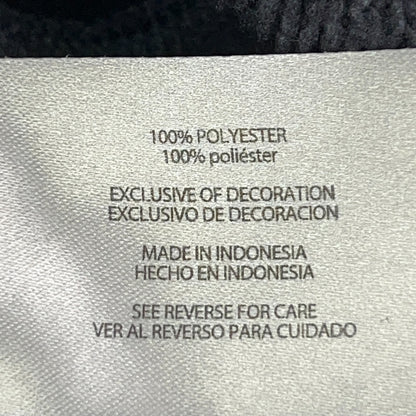 100% POLYESTER
100% poliéster
EXCLUSIVE OF DECORATION
EXCLUSIVO DE DECORACION
MADE IN INDONESIA
HECHO EN INDONESIA
SEE REVERSE FOR CARE
VER AL REVERSO PARA CUIDADO